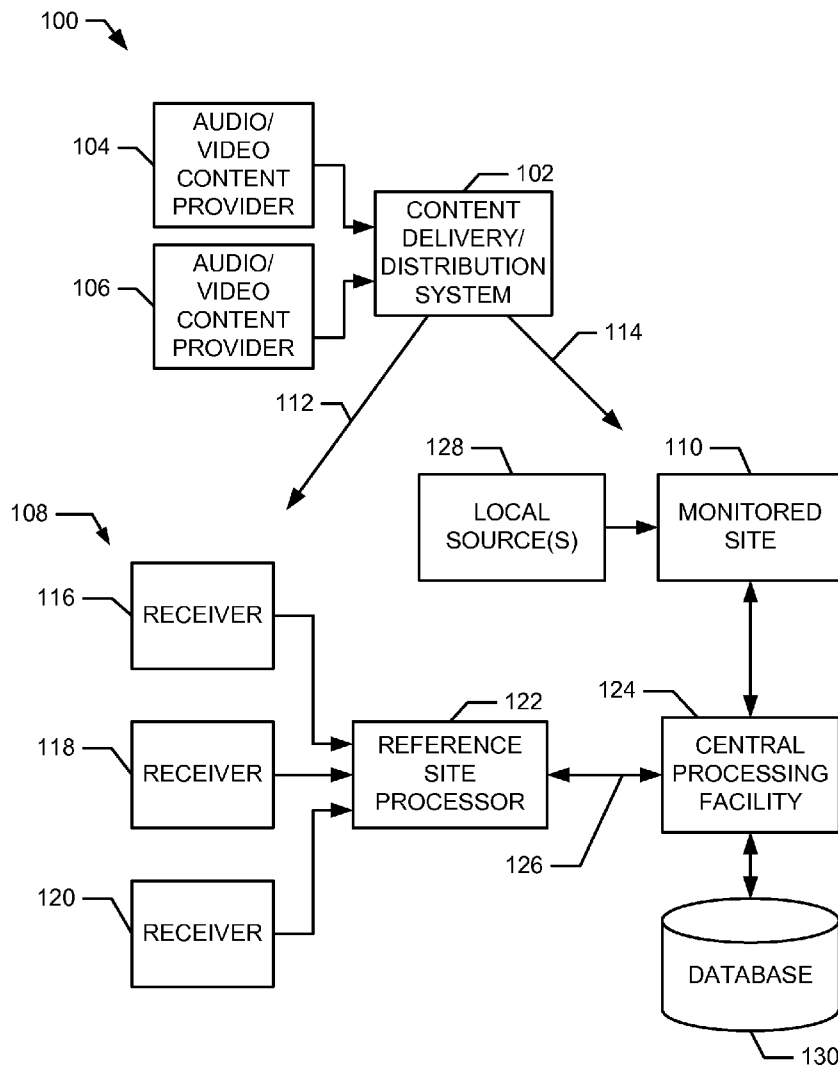 100
AUDIO/
VIDEO
CONTENT
PROVIDER
104
102
CONTENT
DELIVERY/
DISTRIBUTION
SYSTEM
AUDIO/
VIDEO
CONTENT
PROVIDER
106
114
112
128
110
LOCAL
SOURCE(S)
MONITORED
SITE
108
116
RECEIVER
122
124
118
RECEIVER
REFERENCE
SITE
PROCESSOR
CENTRAL
PROCESSING
FACILITY
126
120
RECEIVER
DATABASE
130